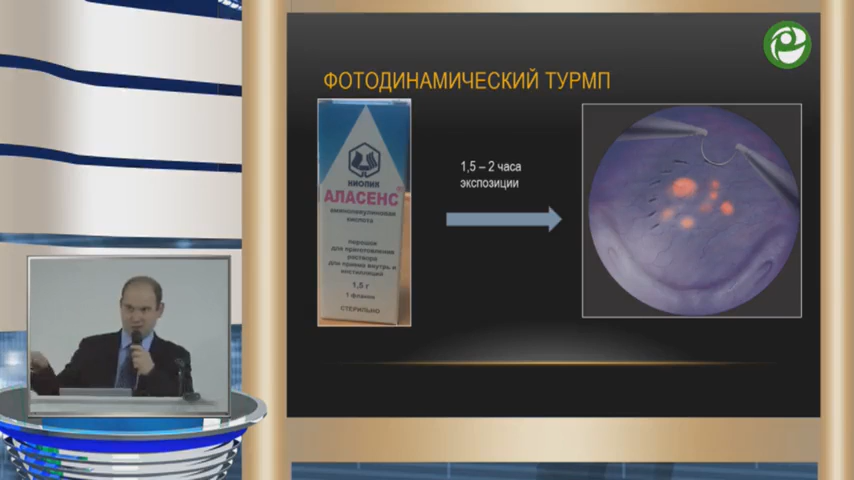 ФОТОДИНАМИЧЕСКИЙ ТУРМП
НИОПИК
АЛАСЕНС
аминолевулиновая
кислота
порошок
для приготовления
раствора
для приема внутрь и
инстилляций
1,5 г
1 флакон
СТЕРИЛЬНО
1,5 – 2 часа
экспозиции